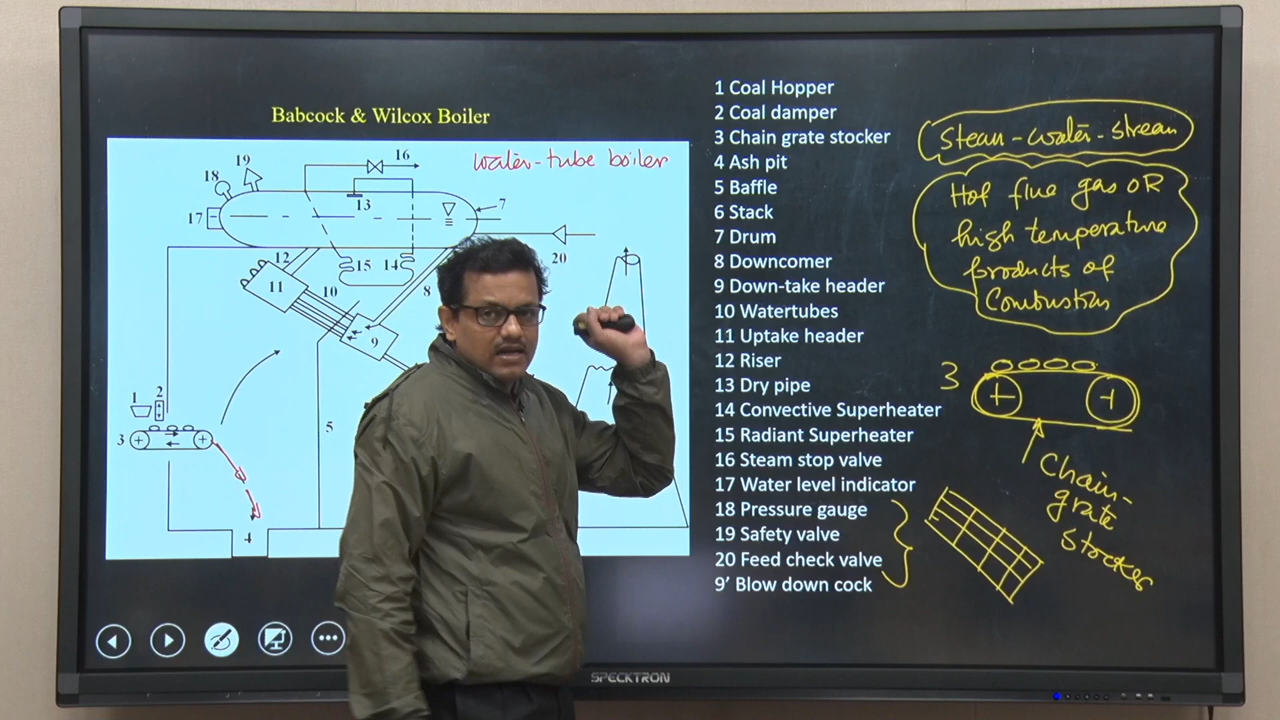 Babcock & Wilcox Boiler
water-tube boiler
19
16
18
13
7
17
20
12
15
14
11
10
8
9
1
2
3
5
4
1 Coal Hopper
2 Coal damper
3 Chain grate stocker
4 Ash pit
5 Baffle
6 Stack
7 Drum
8 Downcomer
9 Down-take header
10 Watertubes
11 Uptake header
12 Riser
13 Dry pipe
14 Convective Superheater
15 Radiant Superheater
16 Steam stop valve
17 Water level indicator
18 Pressure gauge
19 Safety valve
20 Feed check valve
9' Blow down cock
Steam-water-stream
Hot flue gas OR
high temperature
products of
Combustion
3
Chain-
grate
stocker
SPECKTRON